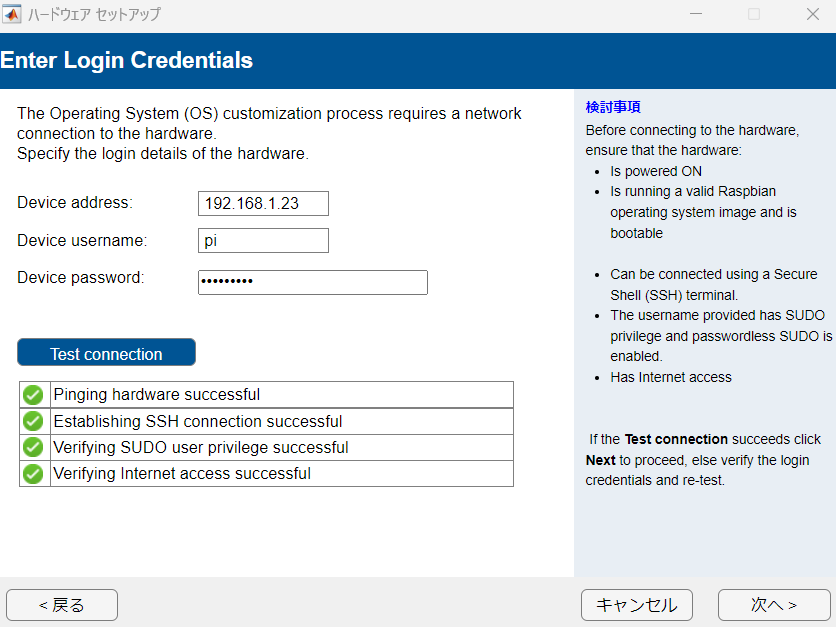 ハードウェア セットアップ
Enter Login Credentials
The Operating System (OS) customization process requires a network
connection to the hardware.
Specify the login details of the hardware.
Device address:
192.168.1.23
Device username:
pi
Device password:
•••••••••
Test connection
Pinging hardware successful
Establishing SSH connection successful
Verifying SUDO user privilege successful
Verifying Internet access successful
検討事項
Before connecting to the hardware,
ensure that the hardware:
• Is powered ON
• Is running a valid Raspbian
operating system image and is
bootable
• Can be connected using a Secure
Shell (SSH) terminal.
• The username provided has SUDO
privilege and passwordless SUDO is
enabled.
• Has Internet access
If the Test connection succeeds click
Next to proceed, else verify the login
credentials and re-test.
< 戻る
キャンセル
次へ >